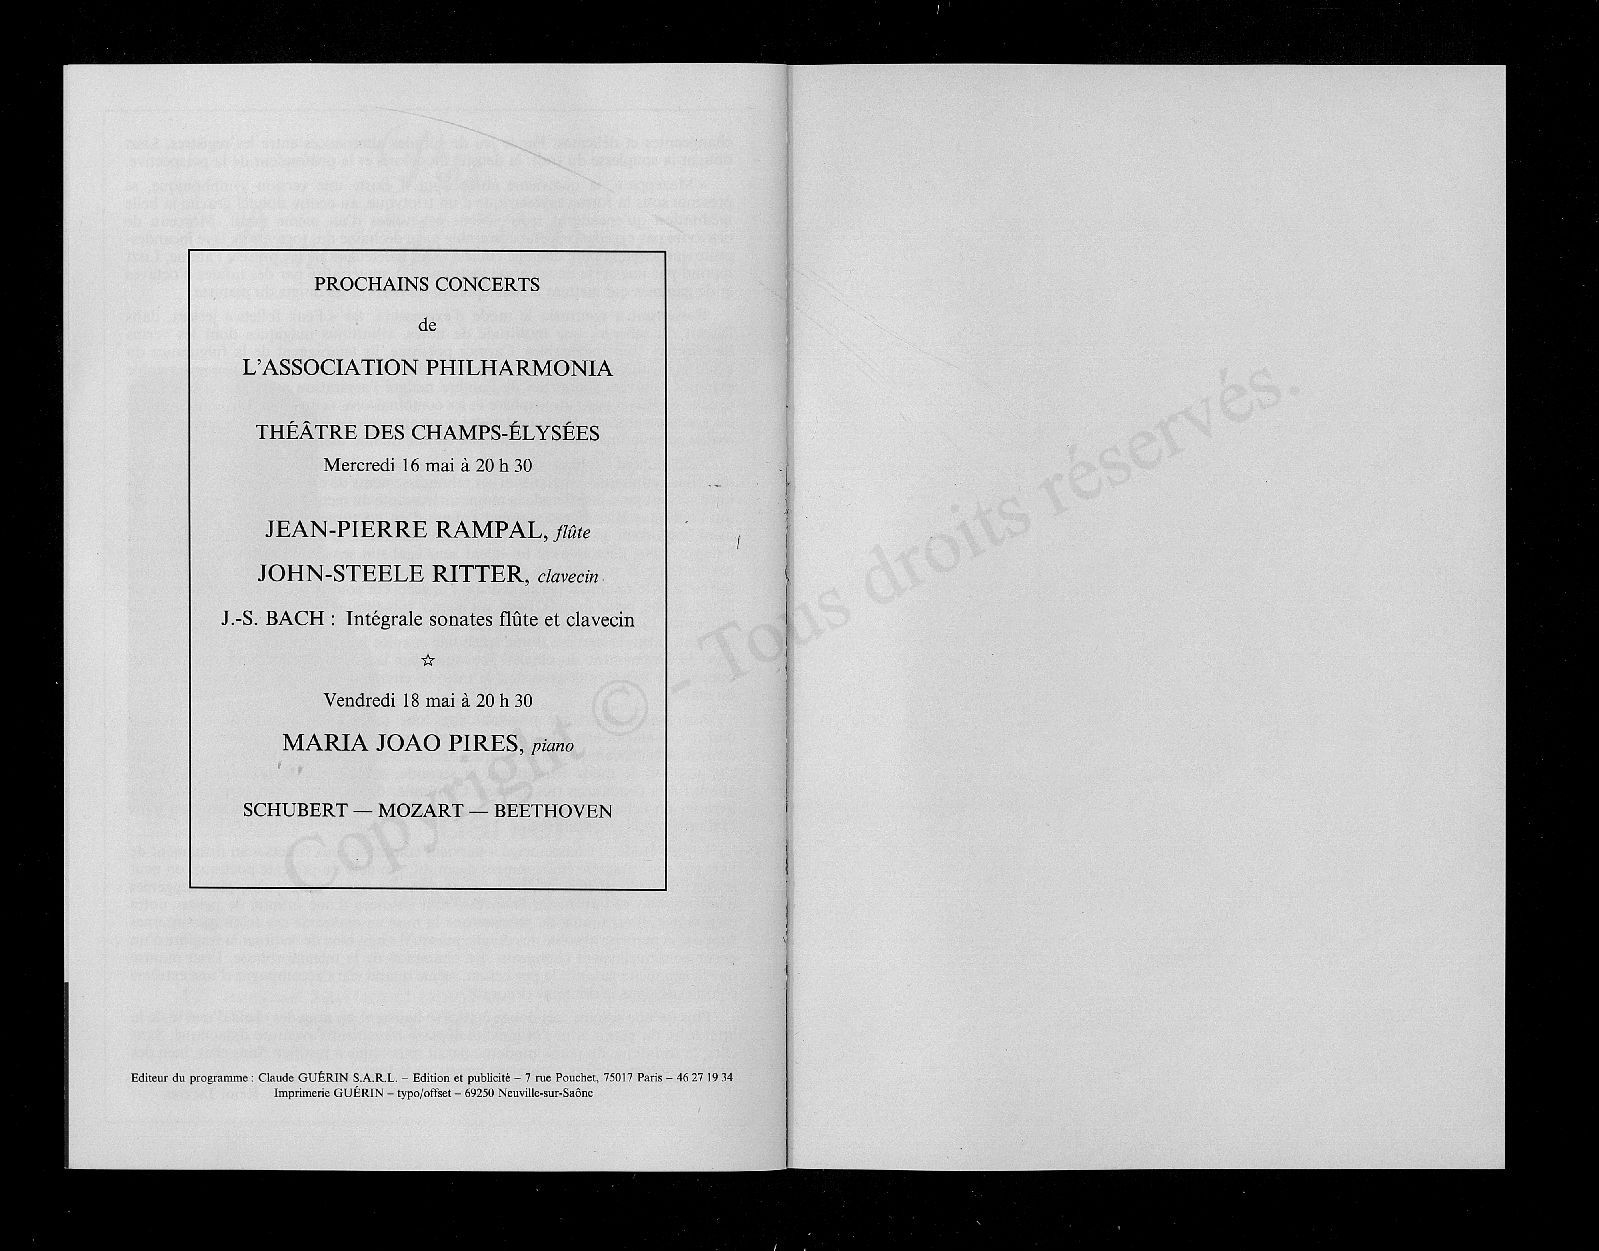 PROCHAINS CONCERTS
de
L'ASSOCIATION PHILHARMONIA
THÉÂTRE DES CHAMPS-ÉLYSÉES
Mercredi 16 mai à 20 h 30
JEAN-PIERRE RAMPAL, flûte
JOHN-STEELE RITTER, clavecin
J.-S. BACH : Intégrale sonates flûte et clavecin
☆
Vendredi 18 mai à 20 h 30
MARIA JOAO PIRES, piano
SCHUBERT — MOZART — BEETHOVEN
Editeur du programme : Claude GUÉRIN S.A.R.L. – Edition et publicité – 7 rue Pouchet, 75017 Paris – 46 27 19 34
Imprimerie GUÉRIN – typo/offset – 69250 Neuville-sur-Saône
Copyright © - Tous droits réservés.